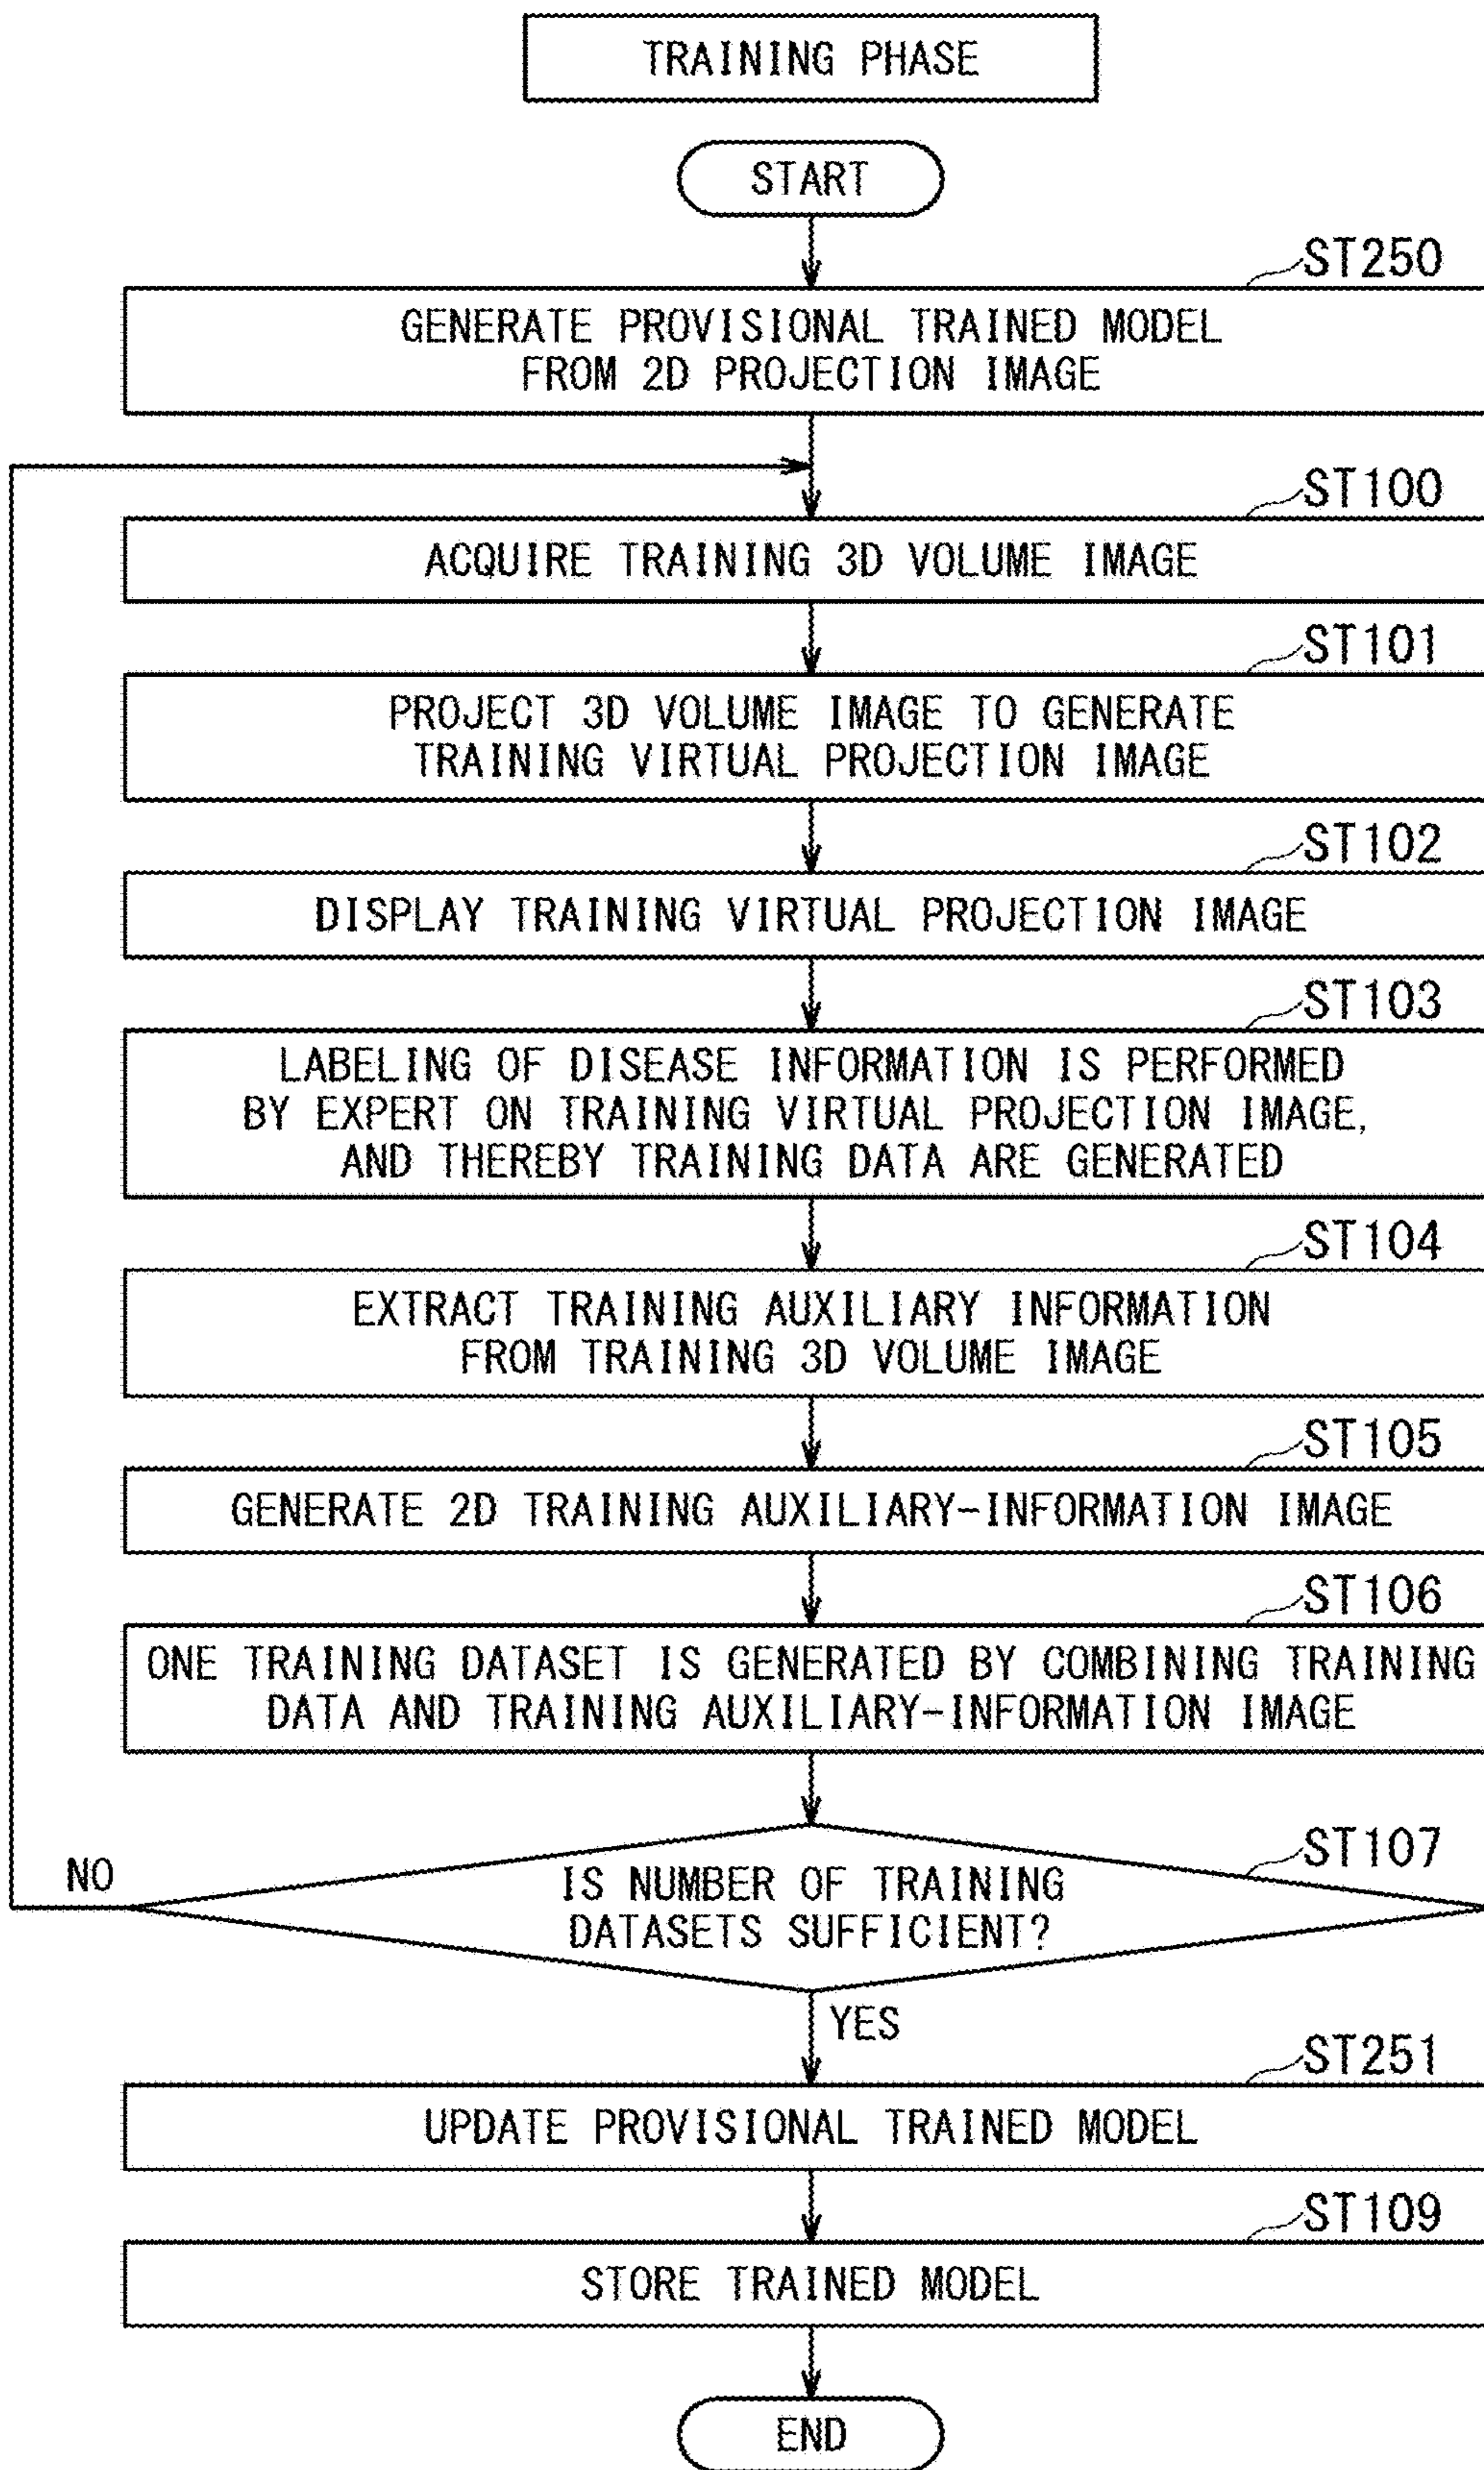 TRAINING PHASE
START
ST250
GENERATE PROVISIONAL TRAINED MODEL
FROM 2D PROJECTION IMAGE
ST100
ACQUIRE TRAINING 3D VOLUME IMAGE
ST101
PROJECT 3D VOLUME IMAGE TO GENERATE
TRAINING VIRTUAL PROJECTION IMAGE
ST102
DISPLAY TRAINING VIRTUAL PROJECTION IMAGE
ST103
LABELING OF DISEASE INFORMATION IS PERFORMED
BY EXPERT ON TRAINING VIRTUAL PROJECTION IMAGE,
AND THEREBY TRAINING DATA ARE GENERATED
ST104
EXTRACT TRAINING AUXILIARY INFORMATION
FROM TRAINING 3D VOLUME IMAGE
ST105
GENERATE 2D TRAINING AUXILIARY-INFORMATION IMAGE
ST106
ONE TRAINING DATASET IS GENERATED BY COMBINING TRAINING
DATA AND TRAINING AUXILIARY-INFORMATION IMAGE
ST107
NO
IS NUMBER OF TRAINING
DATASETS SUFFICIENT?
YES
ST251
UPDATE PROVISIONAL TRAINED MODEL
ST109
STORE TRAINED MODEL
END